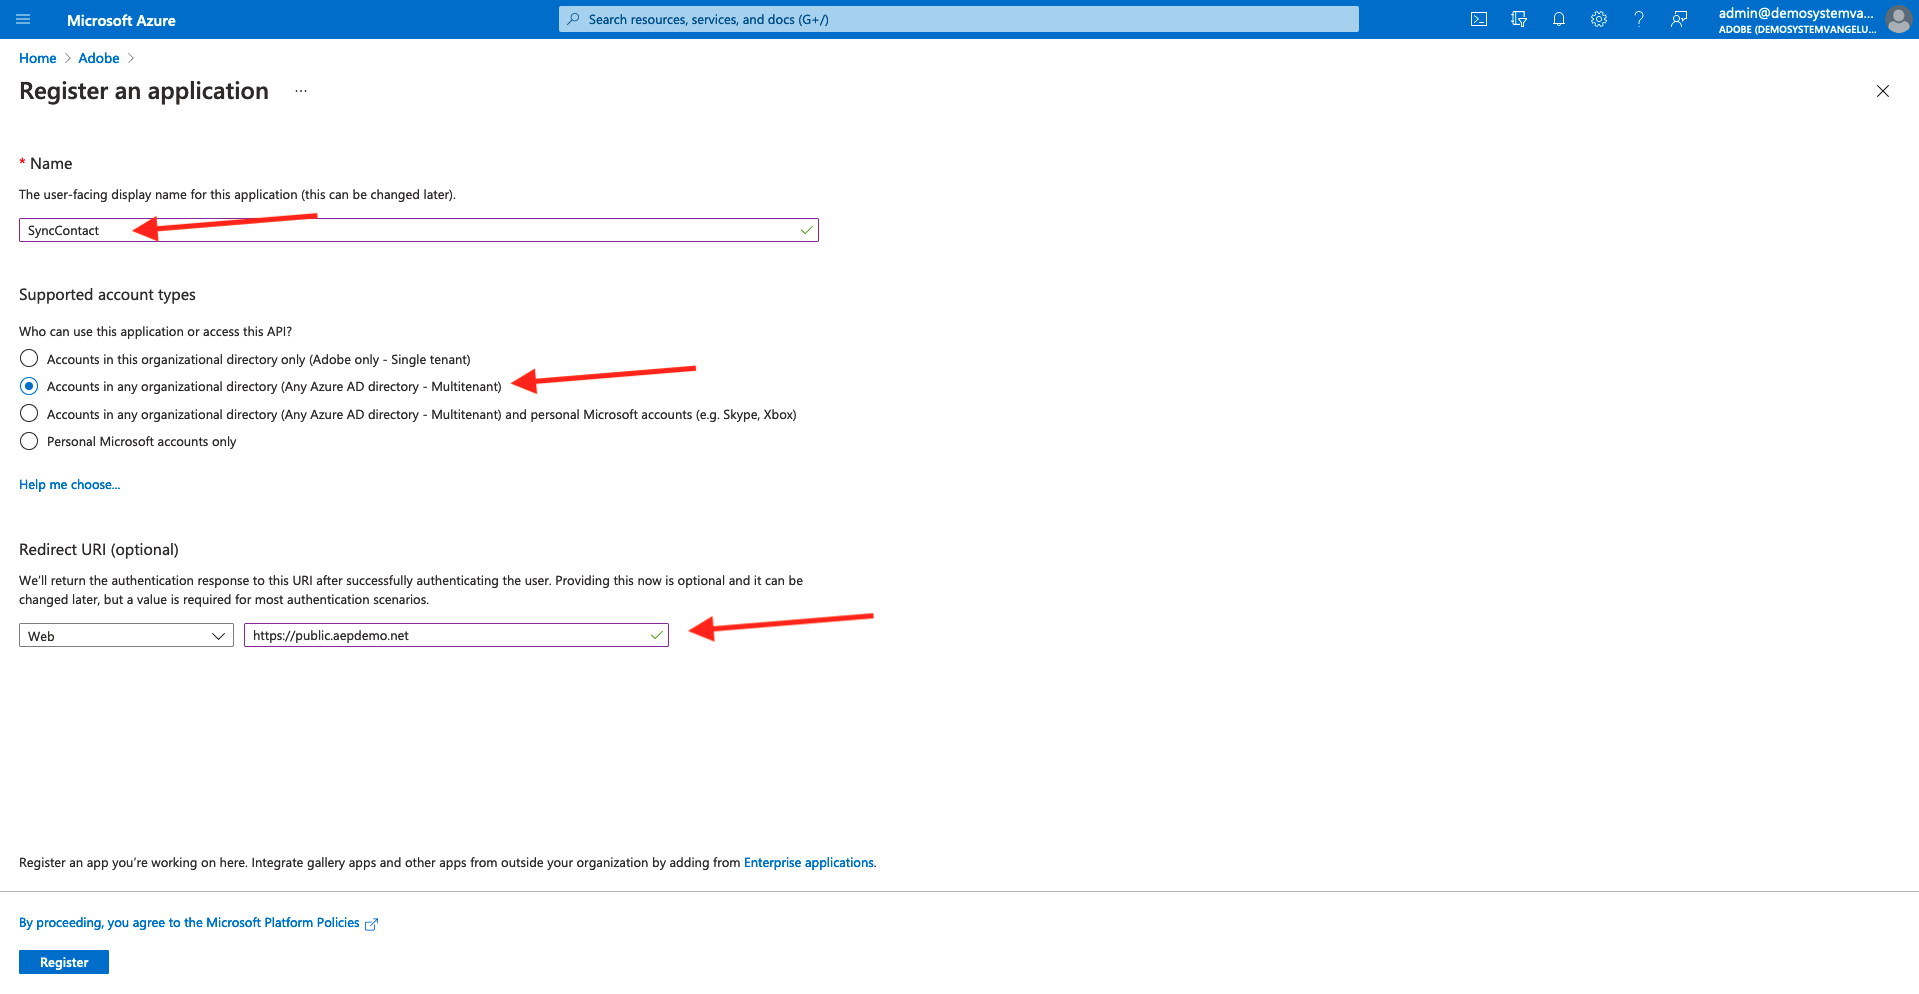 Microsoft Azure
Search resources, services, and docs (G+/)
admin@demosystemva...
ADOBE (DEMOSYSTEMVANGELU...
Home > Adobe >
Register an application ...
* Name
The user-facing display name for this application (this can be changed later).
SyncContact
Supported account types
Who can use this application or access this API?
Accounts in this organizational directory only (Adobe only - Single tenant)
Accounts in any organizational directory (Any Azure AD directory - Multitenant)
Accounts in any organizational directory (Any Azure AD directory - Multitenant) and personal Microsoft accounts (e.g. Skype, Xbox)
Personal Microsoft accounts only
Help me choose...
Redirect URI (optional)
We'll return the authentication response to this URI after successfully authenticating the user. Providing this now is optional and it can be
changed later, but a value is required for most authentication scenarios.
Web
https://public.aepdemo.net
Register an app you're working on here. Integrate gallery apps and other apps from outside your organization by adding from Enterprise applications.
By proceeding, you agree to the Microsoft Platform Policies
Register